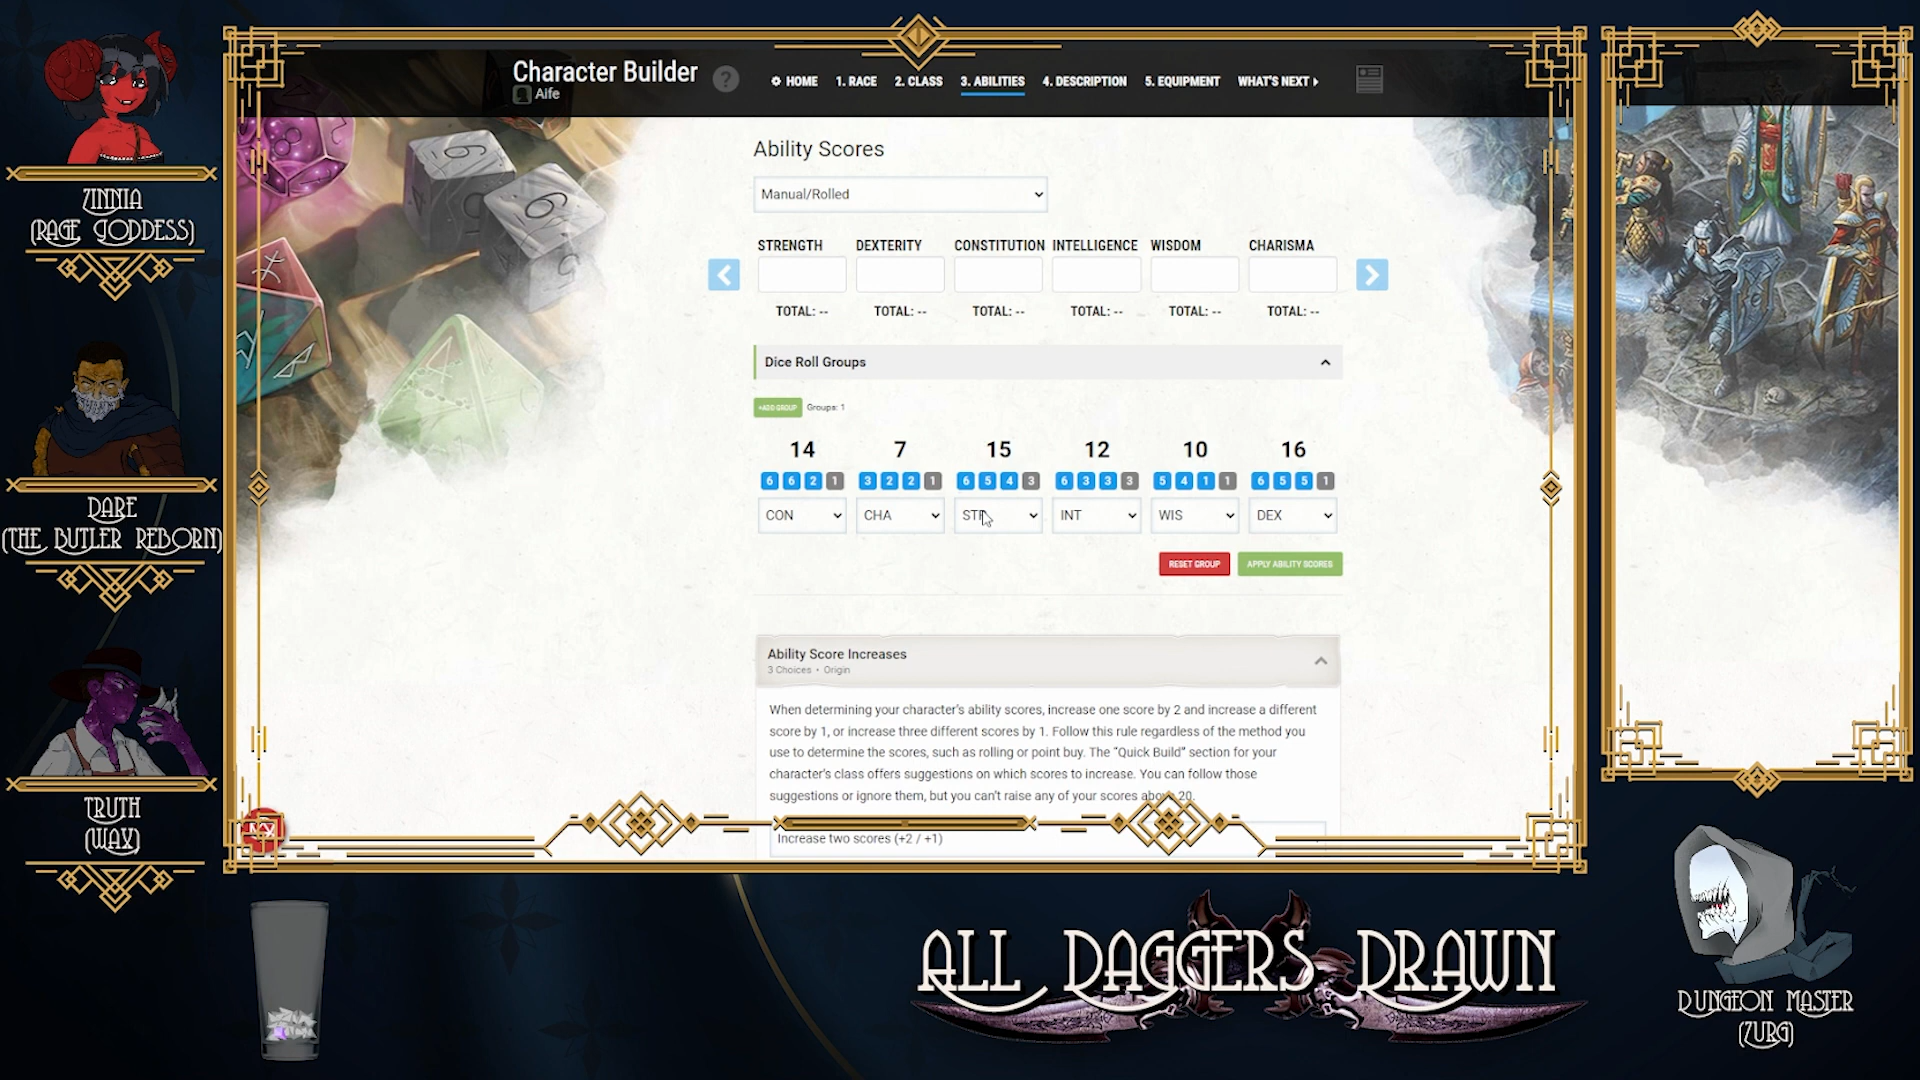 Character Builder
?
Aife
HOME
1. RACE
2. CLASS
3. ABILITIES
4. DESCRIPTION
5. EQUIPMENT
WHAT'S NEXT
ZINNIA
(RAGE GODDESS)
DARE
(THE BUTLER REBORN)
TRUTH
(WAX)
Ability Scores
Manual/Rolled
STRENGTH DEXTERITY CONSTITUTION INTELLIGENCE WISDOM CHARISMA
TOTAL: -- TOTAL: -- TOTAL: -- TOTAL: -- TOTAL: -- TOTAL: --
Dice Roll Groups
+ADD GROUP Groups: 1
14 7 15 12 10 16
6 6 2 1 3 2 2 1 6 5 4 3 6 3 3 3 5 4 1 1 6 5 5 1
CON CHA STR INT WIS DEX
RESET GROUP APPLY ABILITY SCORES
Ability Score Increases
3 Choices • Origin
When determining your character's ability scores, increase one score by 2 and increase a different
score by 1, or increase three different scores by 1. Follow this rule regardless of the method you
use to determine the scores, such as rolling or point buy. The “Quick Build” section for your
character's class offers suggestions on which scores to increase. You can follow those
suggestions or ignore them, but you can't raise any of your scores above 20.
Increase two scores (+2 / +1)
ALL DAGGERS DRAWN
DUNGEON MASTER
(ZURG)